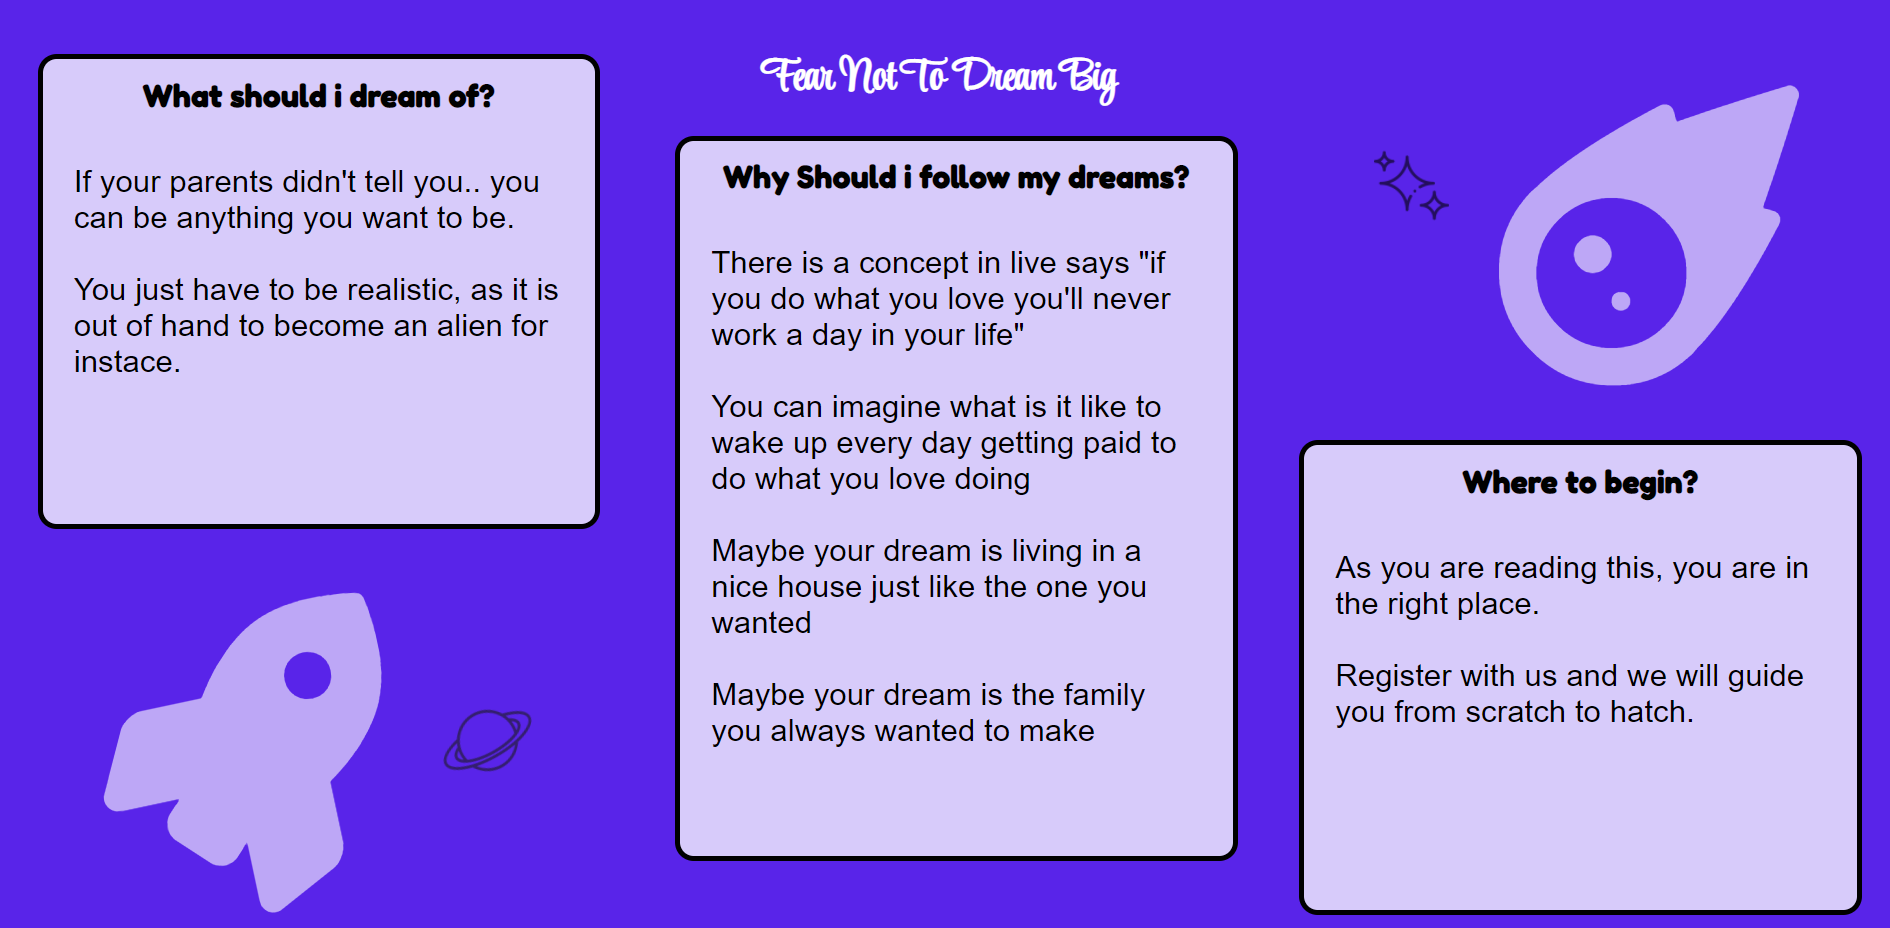 Fear Not To Dream Big
What should i dream of?
If your parents didn't tell you.. you
can be anything you want to be.
You just have to be realistic, as it is
out of hand to become an alien for
instace.
Why Should i follow my dreams?
There is a concept in live says "if
you do what you love you'll never
work a day in your life"
You can imagine what is it like to
wake up every day getting paid to
do what you love doing
Maybe your dream is living in a
nice house just like the one you
wanted
Maybe your dream is the family
you always wanted to make
Where to begin?
As you are reading this, you are in
the right place.
Register with us and we will guide
you from scratch to hatch.